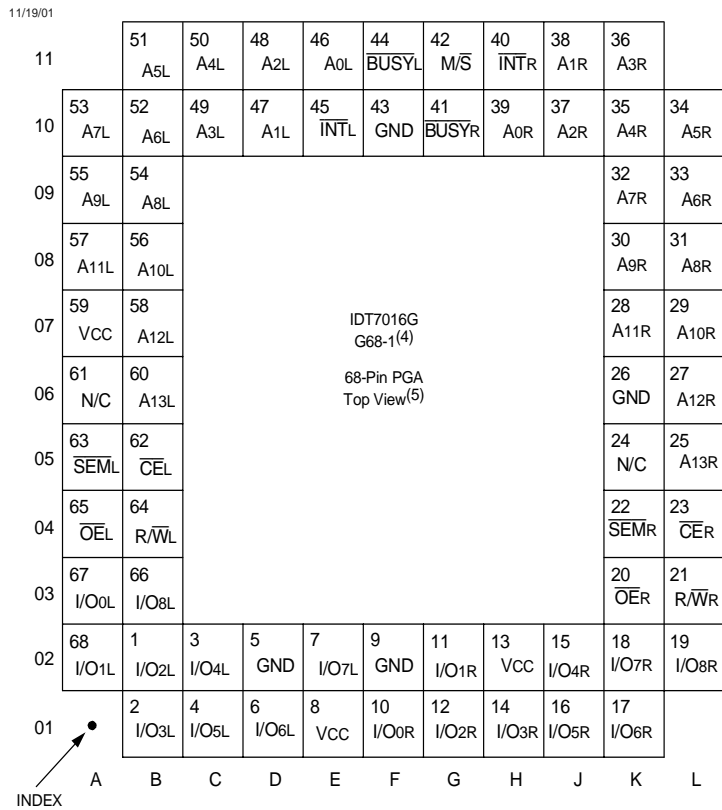 11/19/01
11 51 50 48 46 44 42 40 38 36
A5L A4L A2L A0L BUSYL M/S INTR A1R A3R
10 53 52 49 47 45 43 41 39 37 35 34
A7L A6L A3L A1L INTL GND BUSYR A0R A2R A4R A5R
09 55 54 32 33
A9L A8L A7R A6R
08 57 56 30 31
A11L A10L A9R A8R
07 59 58 28 29
VCC A12L A11R A10R
IDT7016G
G68-1(4)
68-Pin PGA
Top View(5)
06 61 60 26 27
N/C A13L GND A12R
05 63 62 24 25
SEML CEL N/C A13R
04 65 64 22 23
OEL R/WL SEMR CER
03 67 66 20 21
I/O0L I/O8L OER R/WR
02 68 1 3 5 7 9 11 13 15 18 19
I/O1L I/O2L I/O4L GND I/O7L GND I/O1R VCC I/O4R I/O7R I/O8R
01 2 4 6 8 10 12 14 16 17
I/O3L I/O5L I/O6L VCC I/O0R I/O2R I/O3R I/O5R I/O6R
A B C D E F G H J K L
INDEX